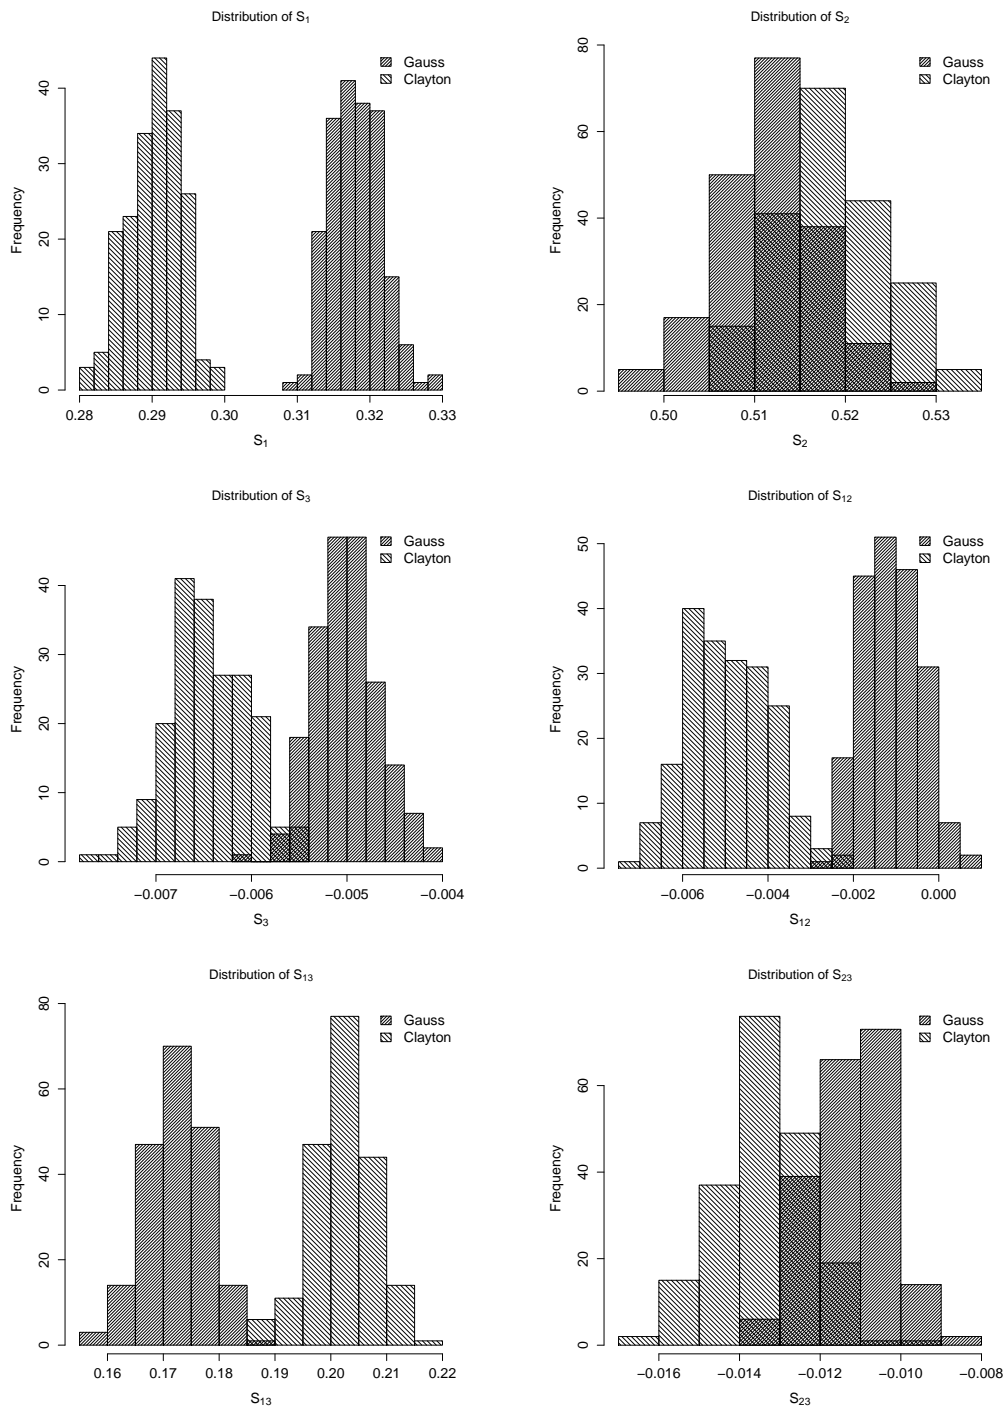 Distribution of S₁
Gauss
Clayton
Frequency
0 10 20 30 40
0.28 0.29 0.30 0.31 0.32 0.33
S₁
Distribution of S₂
Gauss
Clayton
Frequency
0 20 40 60 80
0.50 0.51 0.52 0.53
S₂
Distribution of S₃
Gauss
Clayton
Frequency
0 10 20 30 40
−0.007 −0.006 −0.005 −0.004
S₃
Distribution of S₁₂
Gauss
Clayton
Frequency
0 10 20 30 40 50
−0.006 −0.004 −0.002 0.000
S₁₂
Distribution of S₁₃
Gauss
Clayton
Frequency
0 20 40 60 80
0.16 0.17 0.18 0.19 0.20 0.21 0.22
S₁₃
Distribution of S₂₃
Gauss
Clayton
Frequency
0 20 40 60
−0.016 −0.014 −0.012 −0.010 −0.008
S₂₃